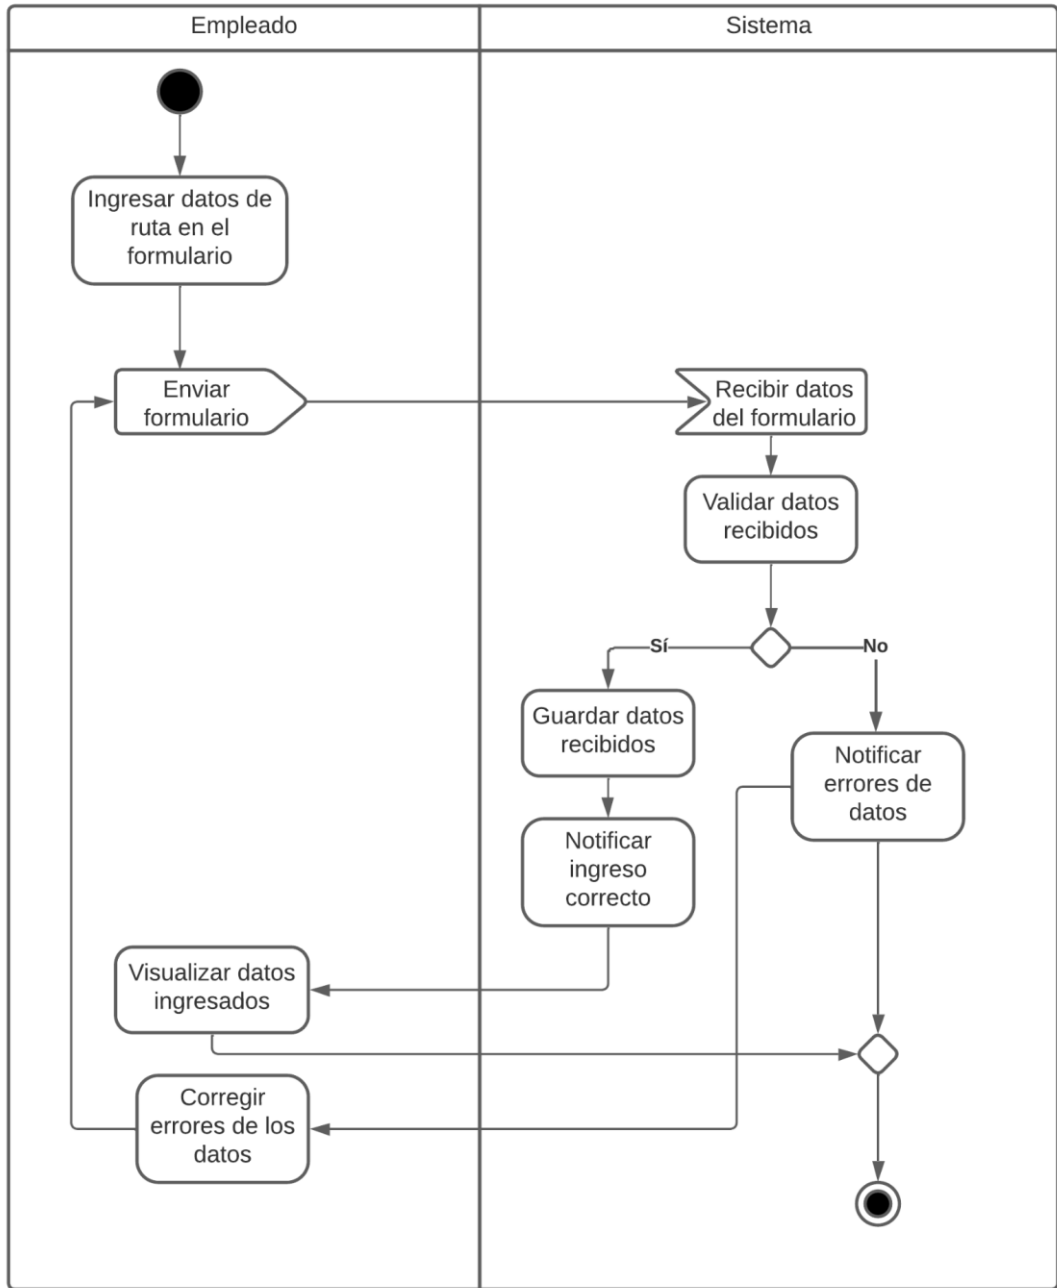 Empleado
Sistema
Ingresar datos de
ruta en el
formulario
Enviar
formulario
Recibir datos
del formulario
Validar datos
recibidos
Sí
No
Guardar datos
recibidos
Notificar
errores de
datos
Notificar
ingreso
correcto
Visualizar datos
ingresados
Corregir
errores de los
datos